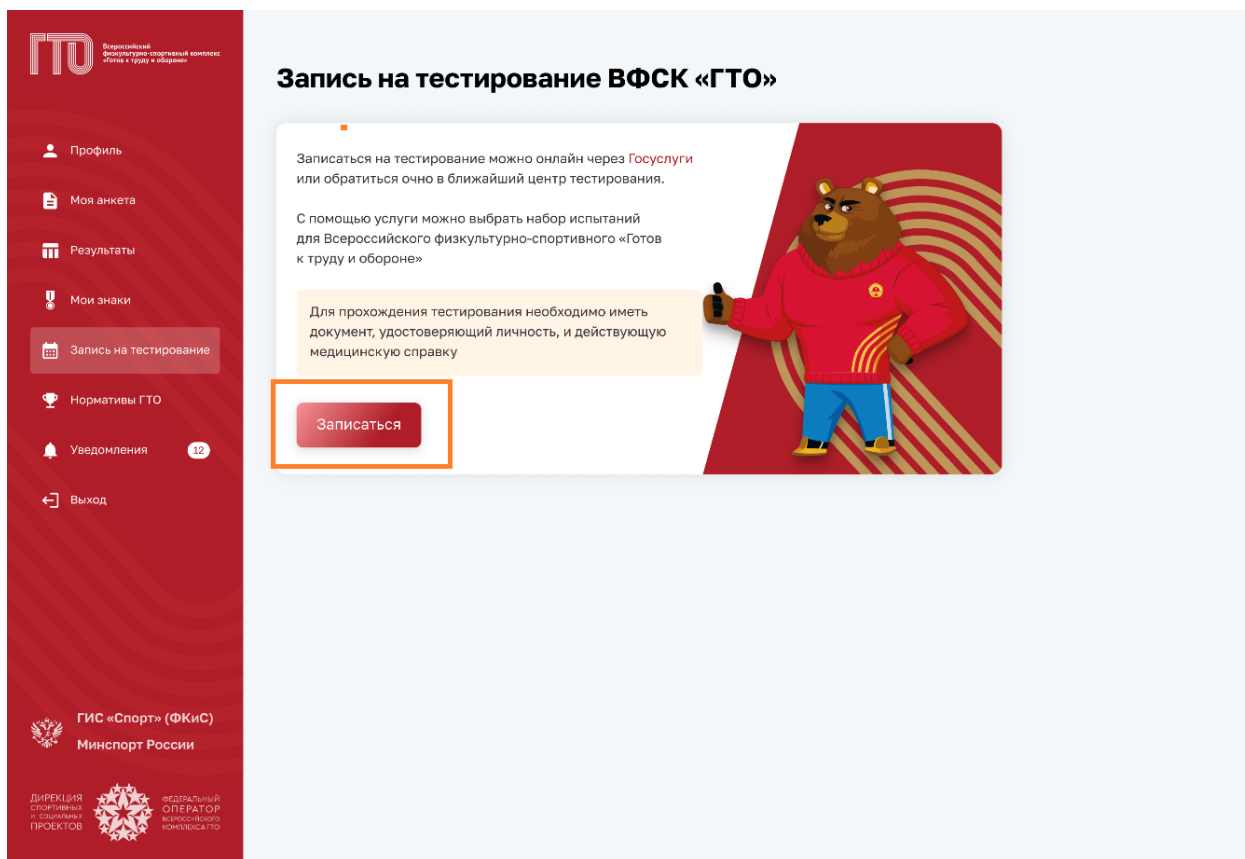 ГТО
Всероссийский
физкультурно-спортивный комплекс
«Готов к труду и обороне»
Профиль
Моя анкета
Результаты
Мои знаки
Запись на тестирование
Нормативы ГТО
Уведомления 12
Выход
ГИС «Спорт» (ФКиС)
Минспорт России
ДИРЕКЦИЯ
СПОРТИВНЫХ
И СОЦИАЛЬНЫХ
ПРОЕКТОВ
ФЕДЕРАЛЬНЫЙ
ОПЕРАТОР
ВСЕРОССИЙСКОГО
КОМПЛЕКСА ГТО
Запись на тестирование ВФСК «ГТО»
Записаться на тестирование можно онлайн через Госуслуги
или обратиться очно в ближайший центр тестирования.
С помощью услуги можно выбрать набор испытаний
для Всероссийского физкультурно-спортивного «Готов
к труду и обороне»
Для прохождения тестирования необходимо иметь
документ, удостоверяющий личность, и действующую
медицинскую справку
Записаться